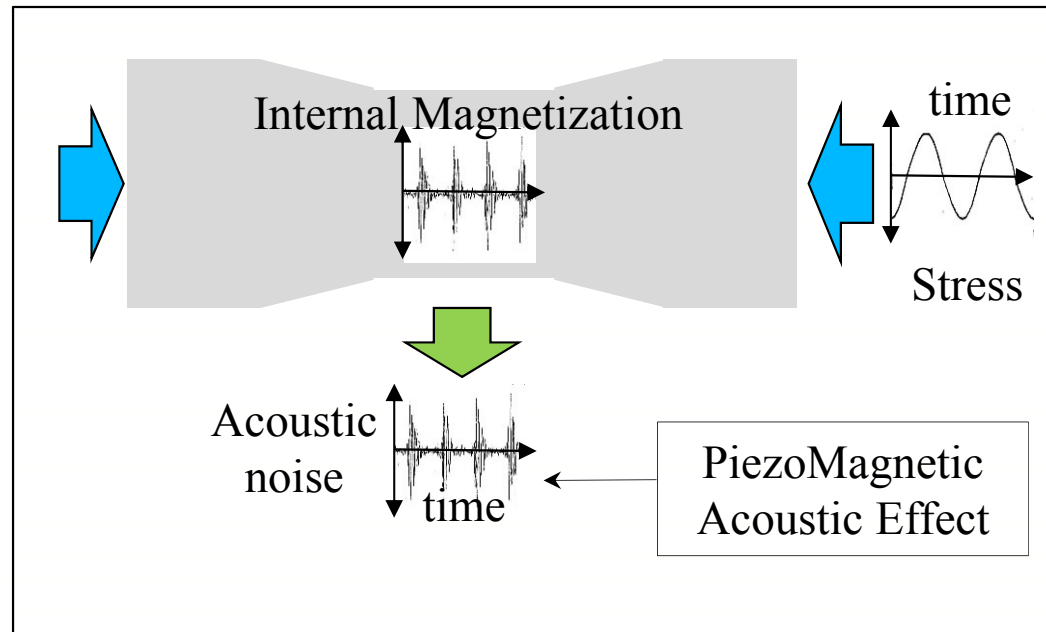 Internal Magnetization
time
Stress
Acoustic
noise
time
PiezoMagnetic
Acoustic Effect